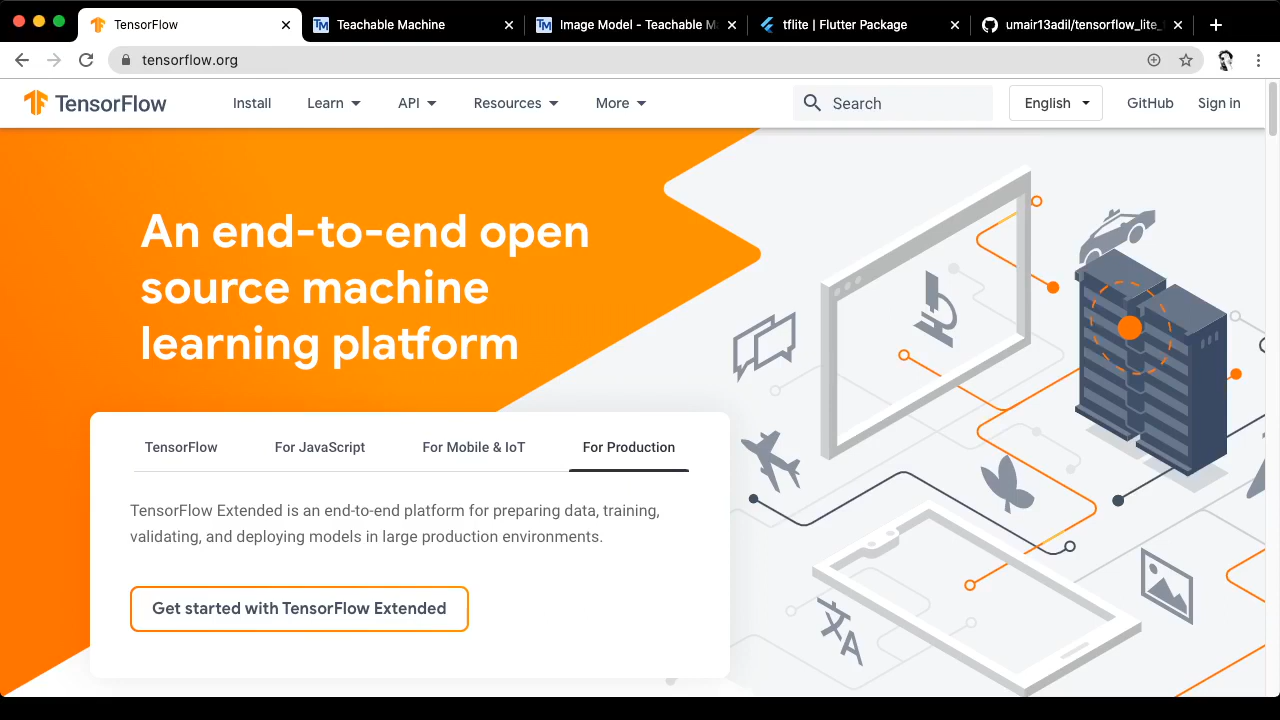 TensorFlow
Teachable Machine
Image Model - Teachable Ma
tflite | Flutter Package
umair13adil/tensorflow_lite_
tensorflow.org
TensorFlow
Install
Learn
API
Resources
More
Search
English
GitHub
Sign in
An end-to-end open
source machine
learning platform
TensorFlow
For JavaScript
For Mobile & IoT
For Production
TensorFlow Extended is an end-to-end platform for preparing data, training,
validating, and deploying models in large production environments.
Get started with TensorFlow Extended